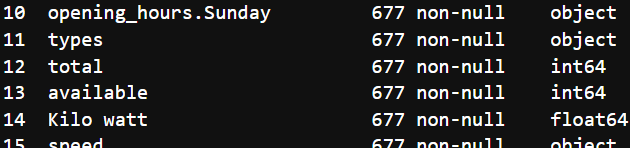 10 opening_hours.Sunday 677 non-null object
11 types 677 non-null object
12 total 677 non-null int64
13 available 677 non-null int64
14 Kilo watt 677 non-null float64
15 speed 677 non-null object